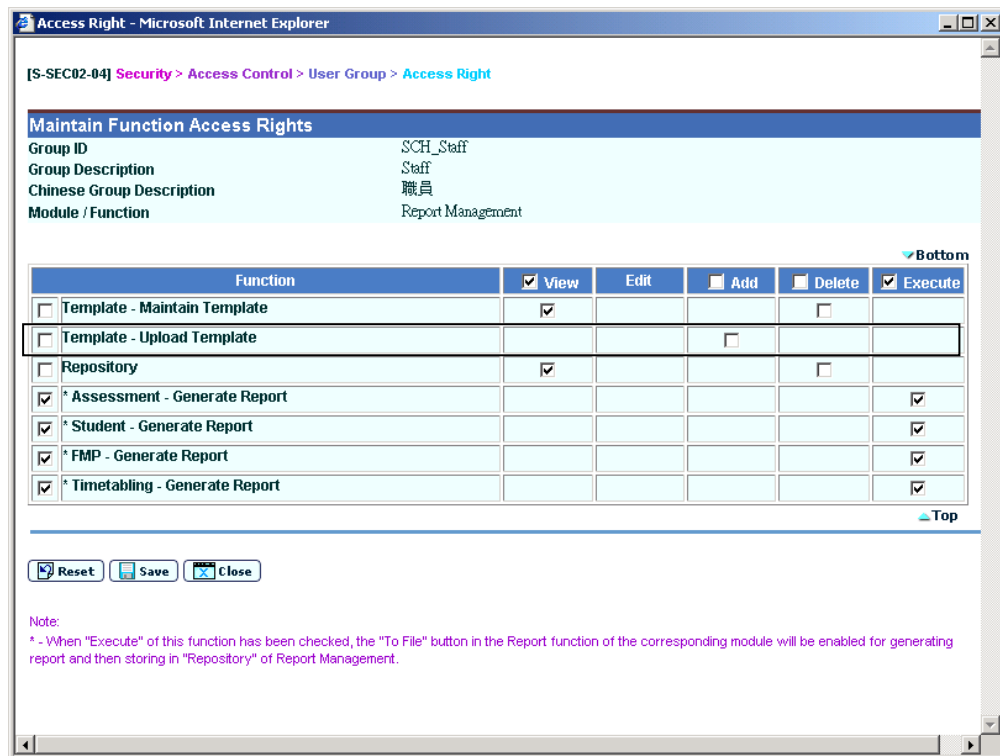 Access Right - Microsoft Internet Explorer
[S-SEC02-04] Security > Access Control > User Group > Access Right
Maintain Function Access Rights
Group ID SCH_Staff
Group Description Staff
Chinese Group Description 職員
Module / Function Report Management
Bottom
Function View Edit Add Delete Execute
Template - Maintain Template
Template - Upload Template
Repository
* Assessment - Generate Report
* Student - Generate Report
* FMP - Generate Report
* Timetabling - Generate Report
Top
Reset Save Close
Note:
* - When "Execute" of this function has been checked, the "To File" button in the Report function of the corresponding module will be enabled for generating
report and then storing in "Repository" of Report Management.